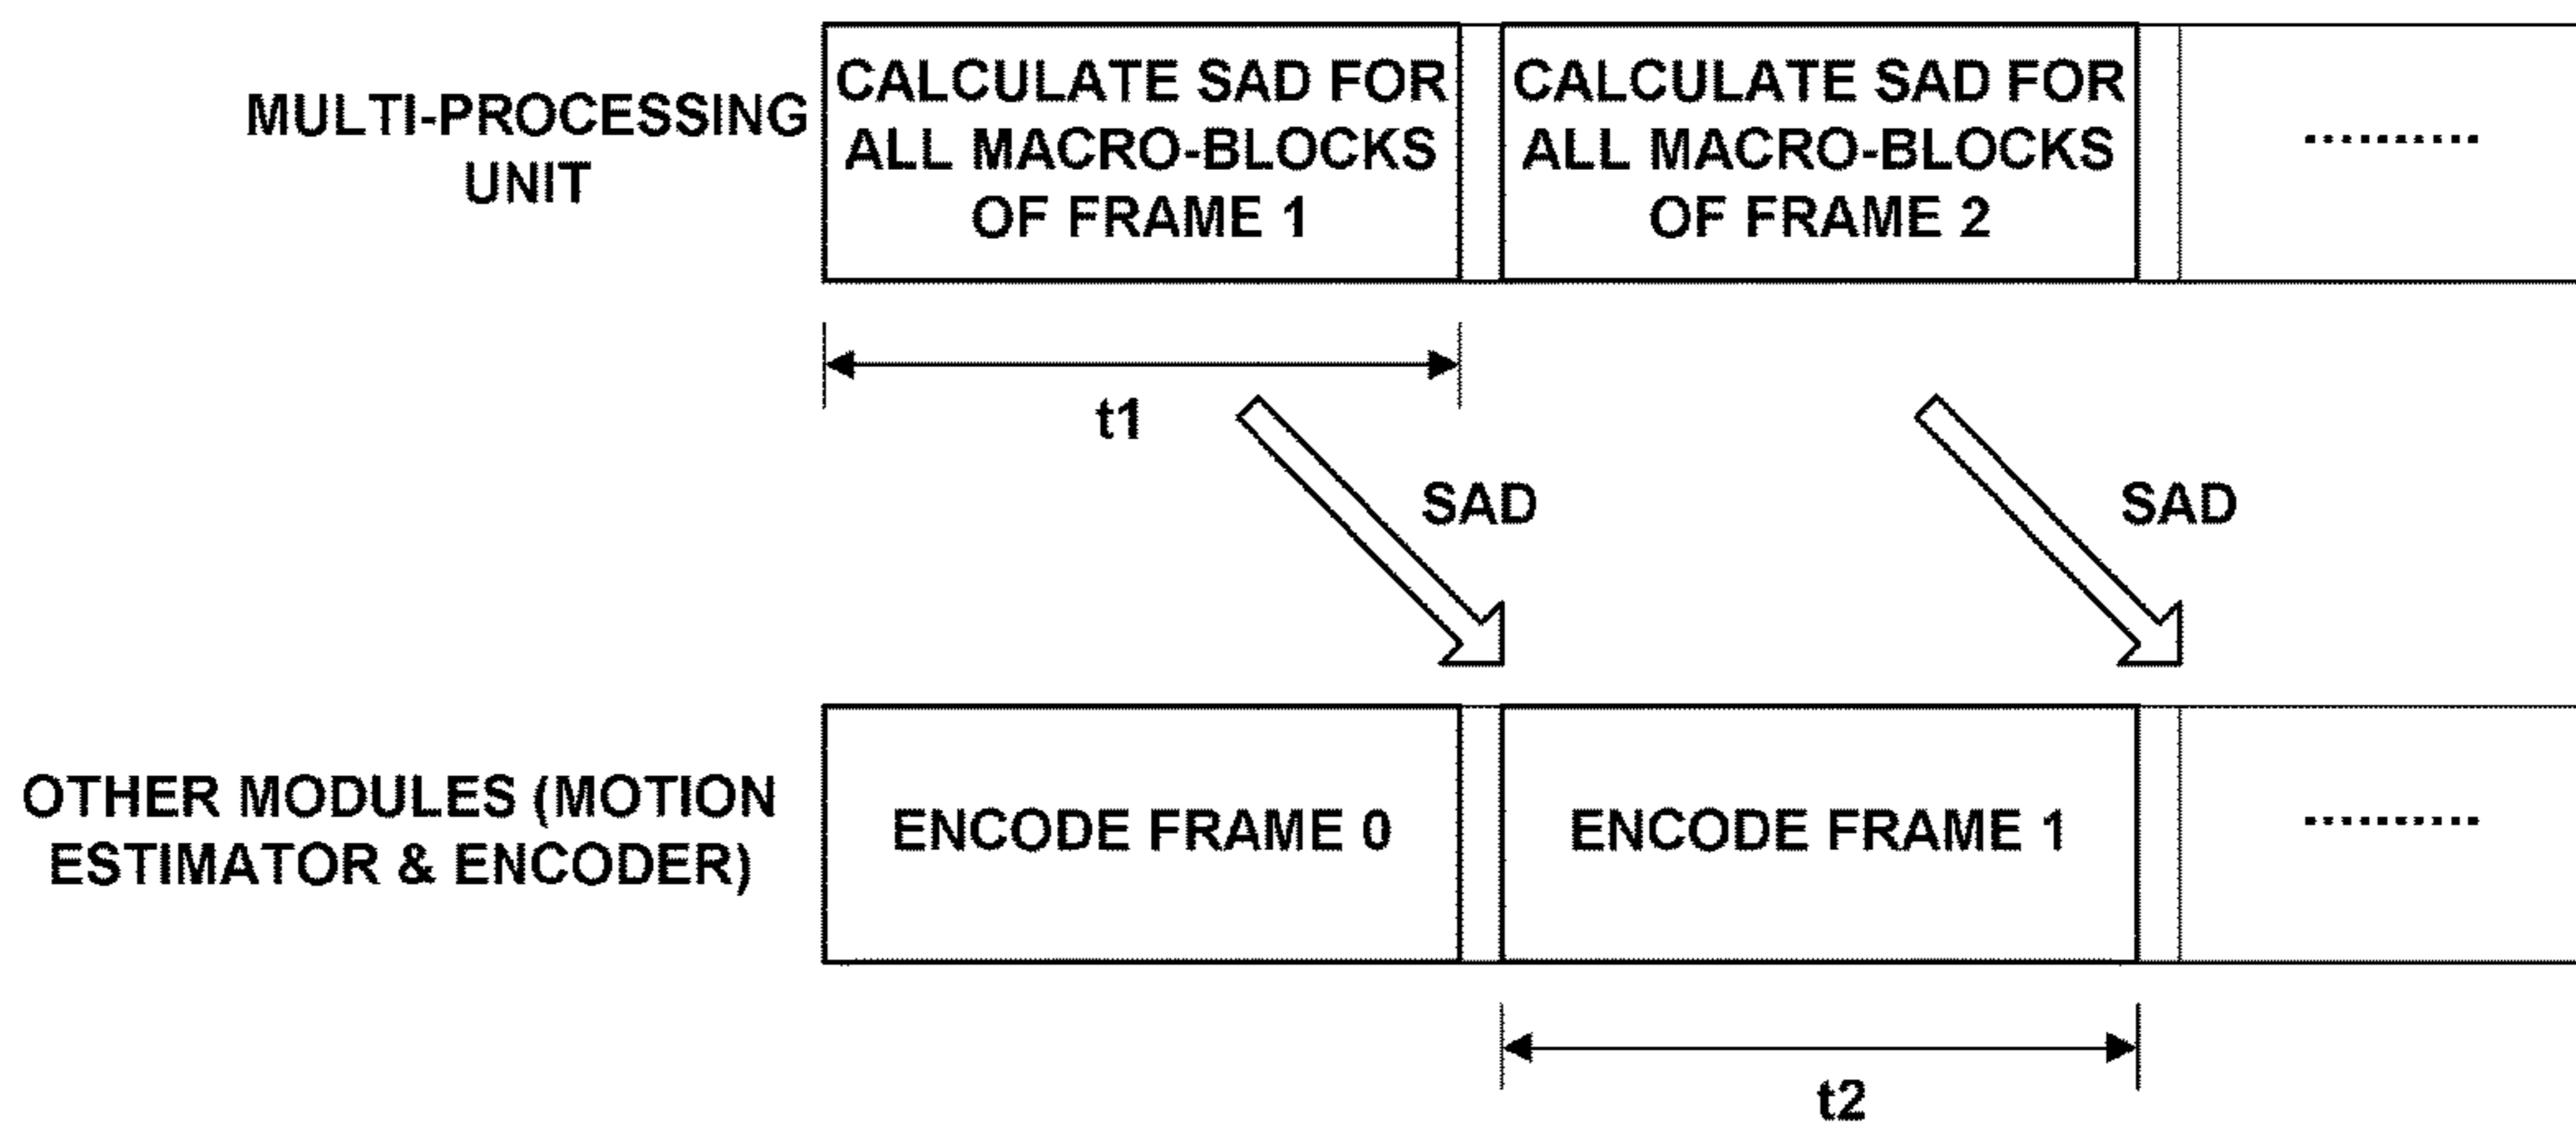 MULTI-PROCESSING
UNIT
CALCULATE SAD FOR
ALL MACRO-BLOCKS
OF FRAME 1
CALCULATE SAD FOR
ALL MACRO-BLOCKS
OF FRAME 2
..........
t1
SAD
SAD
OTHER MODULES (MOTION
ESTIMATOR & ENCODER)
ENCODE FRAME 0
ENCODE FRAME 1
..........
t2